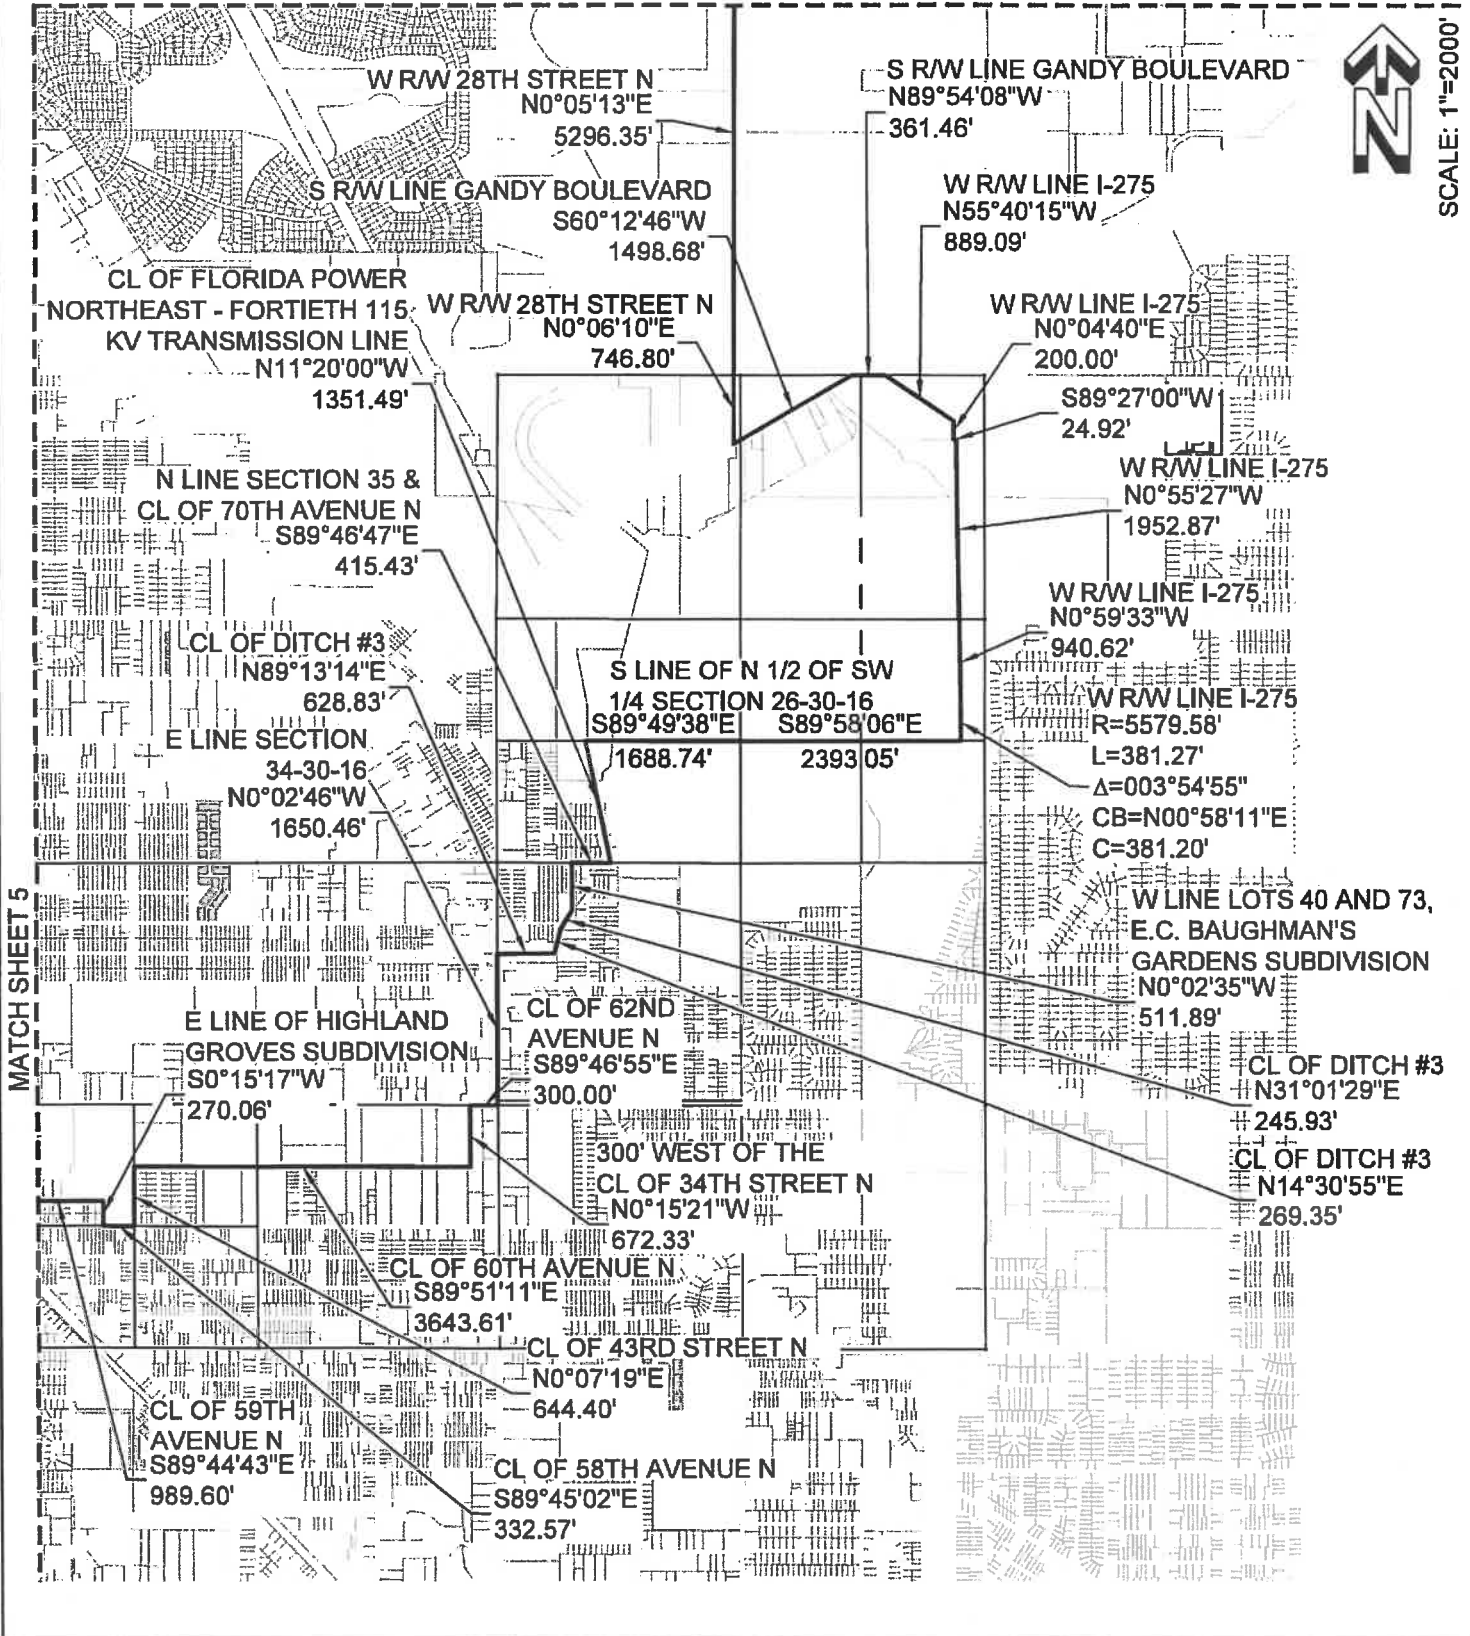 W R/W 28TH STREET N
N0°05'13"E
5296.35'
S R/W LINE GANDY BOULEVARD
N89°54'08"W
361.46'
N
SCALE: 1"=2000'
S R/W LINE GANDY BOULEVARD
S60°12'46"W
1498.68'
W R/W LINE I-275
N55°40'15"W
889.09'
CL OF FLORIDA POWER
NORTHEAST - FORTIETH 115
KV TRANSMISSION LINE
N11°20'00"W
1351.49'
W R/W 28TH STREET N
N0°06'10"E
746.80'
W R/W LINE I-275
N0°04'40"E
200.00'
S89°27'00"W
24.92'
N LINE SECTION 35 &
CL OF 70TH AVENUE N
S89°46'47"E
415.43'
W R/W LINE I-275
N0°55'27"W
1952.87'
W R/W LINE I-275
N0°59'33"W
940.62'
CL OF DITCH #3
N89°13'14"E
628.83'
S LINE OF N 1/2 OF SW
1/4 SECTION 26-30-16
S89°49'38"E S89°58'06"E
1688.74' 2393.05'
W R/W LINE I-275
R=5579.58'
L=381.27'
Δ=003°54'55"
CB=N00°58'11"E
C=381.20'
E LINE SECTION
34-30-16
N0°02'46"W
1650.46'
MATCH SHEET 5
W LINE LOTS 40 AND 73,
E.C. BAUGHMAN'S
GARDENS SUBDIVISION
N0°02'35"W
511.89'
E LINE OF HIGHLAND
GROVES SUBDIVISION
S0°15'17"W
270.06'
CL OF 62ND
AVENUE N
S89°46'55"E
300.00'
CL OF DITCH #3
N31°01'29"E
245.93'
300' WEST OF THE
CL OF 34TH STREET N
N0°15'21"W
672.33'
CL OF DITCH #3
N14°30'55"E
269.35'
CL OF 60TH AVENUE N
S89°51'11"E
3643.61'
CL OF 43RD STREET N
N0°07'19"E
644.40'
CL OF 59TH
AVENUE N
S89°44'43"E
989.60'
CL OF 58TH AVENUE N
S89°45'02"E
332.57'